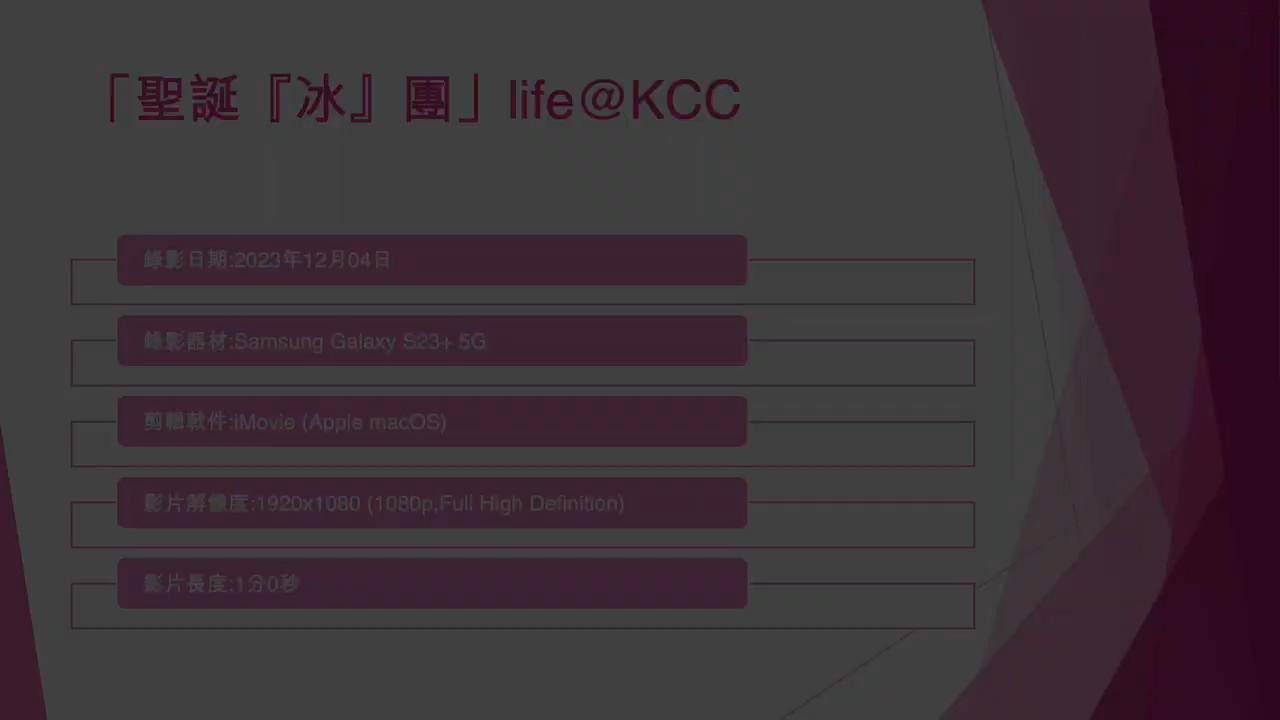 「聖誕『冰』團」life@KCC
錄影日期:2023年12月04日
錄影器材:Samsung Galaxy S23+ 5G
剪輯軟件:iMovie (Apple macOS)
影片解像度:1920x1080 (1080p,Full High Definition)
影片長度:1分0秒